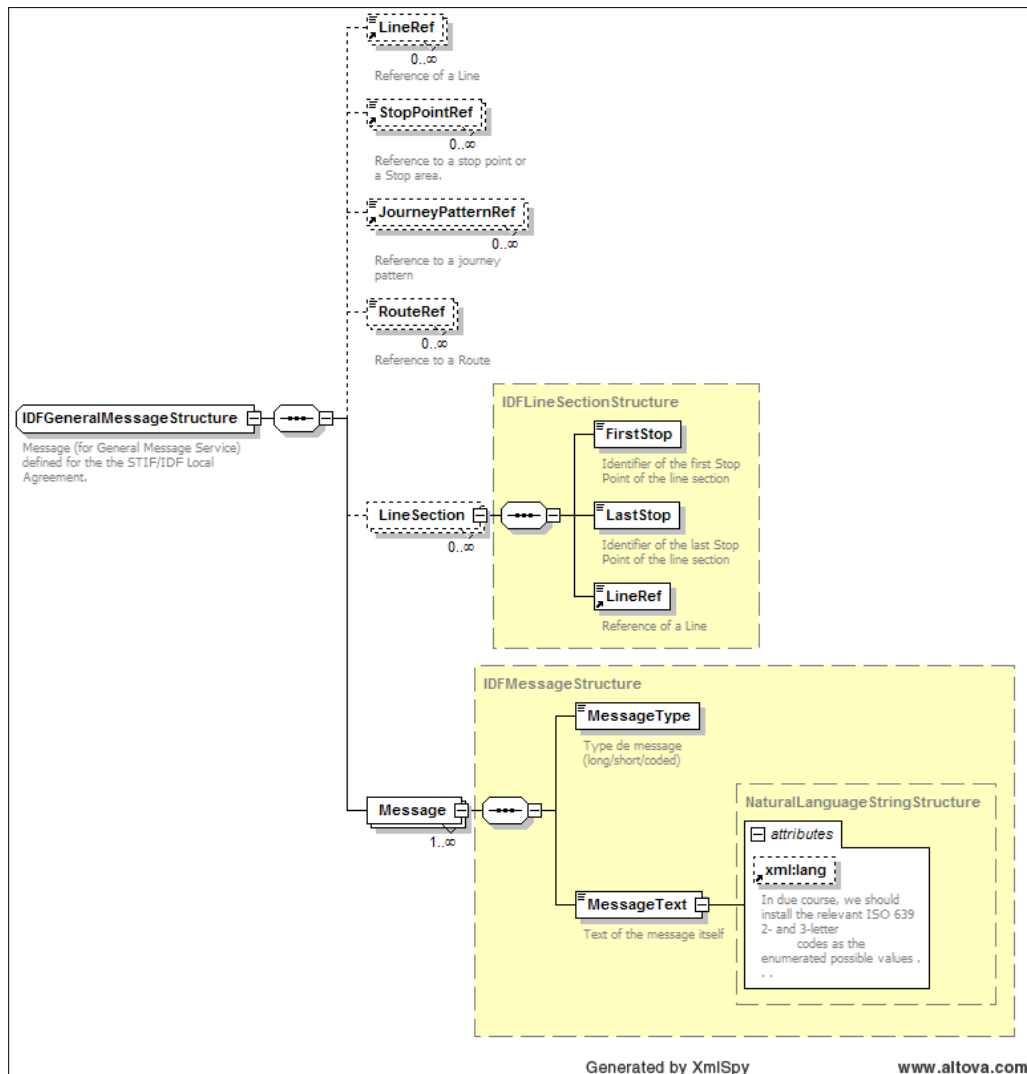 LineRef
0..∞
Reference of a Line
StopPointRef
0..∞
Reference to a stop point or
a Stop area.
JourneyPatternRef
0..∞
Reference to a journey
pattern
RouteRef
0..∞
Reference to a Route
IDFGeneralMessageStructure
Message (for General Message Service)
defined for the the STIF/IDF Local
Agreement.
IDFLineSectionStructure
FirstStop
Identifier of the first Stop
Point of the line section
LineSection
0..∞
LastStop
Identifier of the last Stop
Point of the line section
LineRef
Reference of a Line
IDFMessageStructure
MessageType
Type de message
(long/short/coded)
Message
1..∞
NaturalLanguageStringStructure
attributes
xml:lang
In due course, we should
install the relevant ISO 639
2- and 3-letter
codes as the
enumerated possible values .
. .
MessageText
Text of the message itself
Generated by XmlSpy
www.altova.com